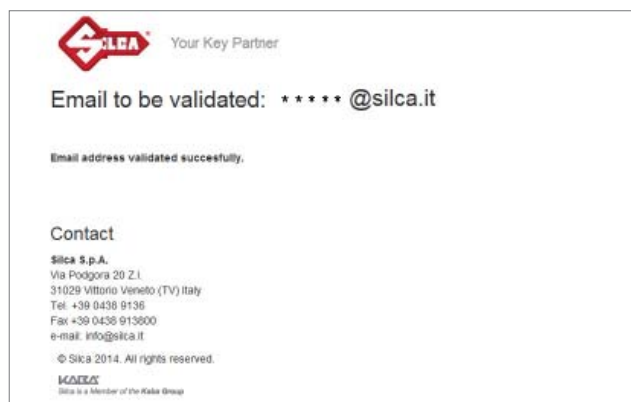 SILCA
Your Key Partner
Email to be validated: ***** @silca.it
Email address validated succesfully.
Contact
Silca S.p.A.
Via Podgora 20 Z.I.
31029 Vittorio Veneto (TV) Italy
Tel. +39 0438 9136
Fax +39 0438 913800
e-mail: info@silca.it
© Silca 2014. All rights reserved.
KABA
Silca is a Member of the Kaba Group